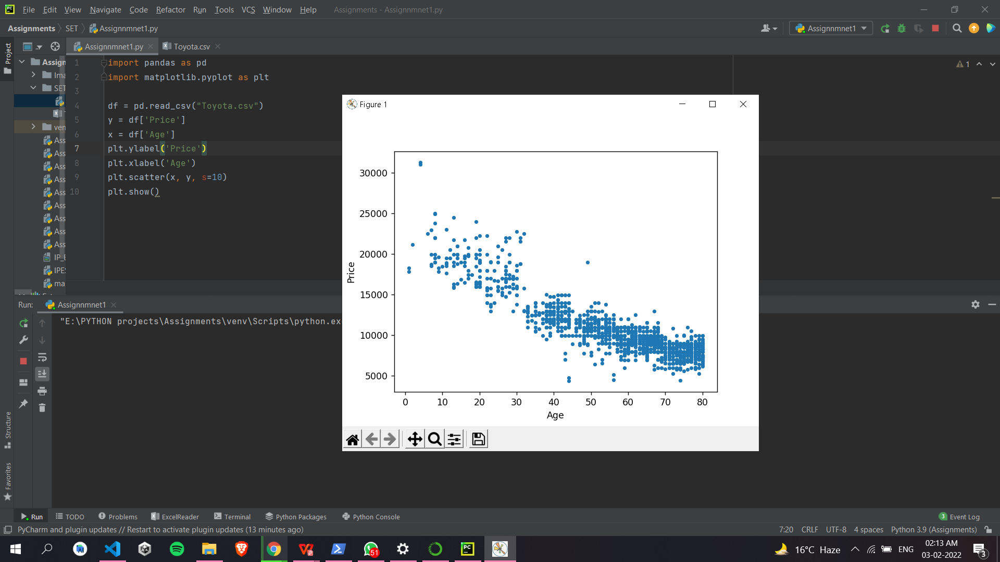 File Edit View Navigate Code Refactor Run Tools VCS Window Help Assignments - Assignnmnet1.py
Assignments SET Assignnmnet1.py Assignnmnet1
Project
Assignnmnet1.py Toyota.csv
Assign
Ima
SET
ven
Ass
Ass
Ass
Ass
Ass
Ass
Ass
Ass
Ass
IP_E
IPES
ma
1 import pandas as pd
2 import matplotlib.pyplot as plt
3
4 df = pd.read_csv("Toyota.csv")
5 y = df['Price']
6 x = df['Age']
7 plt.ylabel('Price')
8 plt.xlabel('Age')
9 plt.scatter(x, y, s=10)
10 plt.show()
1
Figure 1
30000
25000
20000
15000
10000
5000
Price
0 10 20 30 40 50 60 70 80
Age
Run: Assignnmnet1
"E:\PYTHON projects\Assignments\venv\Scripts\python.ex
Structure
Favorites
Run TODO Problems ExcelReader Terminal Python Packages Python Console 3 Event Log
PyCharm and plugin updates // Restart to activate plugin updates (13 minutes ago) 7:20 CRLF UTF-8 4 spaces Python 3.9 (Assignments)
51 PC 16°C Haze ENG 02:13 AM
03-02-2022 3